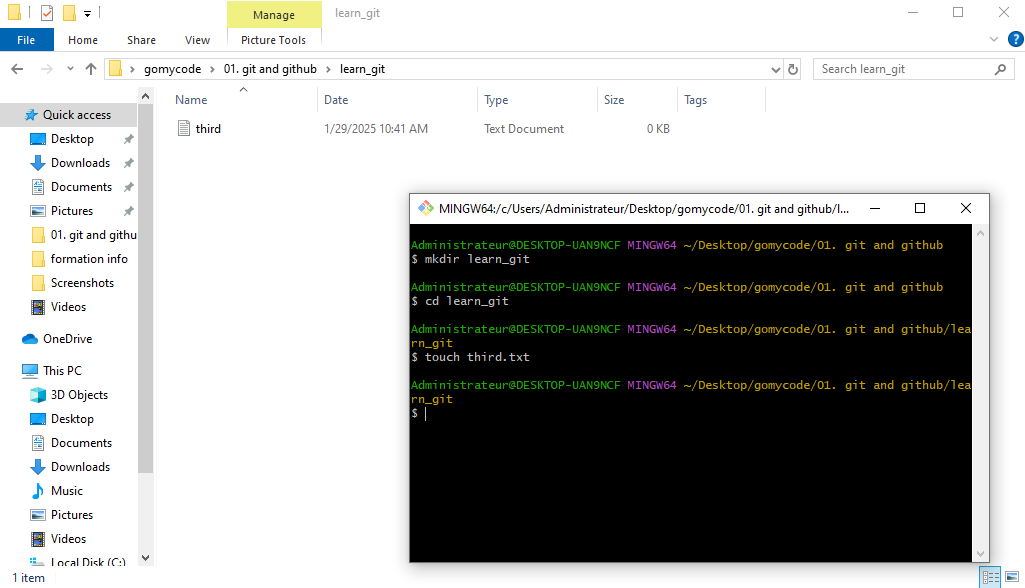 Manage
learn_git
File
Home
Share
View
Picture Tools
gomycode > 01. git and github > learn_git
Search learn_git
Name
Date
Type
Size
Tags
third
1/29/2025 10:41 AM
Text Document
0 KB
Quick access
Desktop
Downloads
Documents
Pictures
01. git and githu
formation info
Screenshots
Videos
OneDrive
This PC
3D Objects
Desktop
Documents
Downloads
Music
Pictures
Videos
Local Disk (C:)
1 item
MINGW64:/c/Users/Administrateur/Desktop/gomycode/01. git and github/l...
Administrateur@DESKTOP-UAN9NCF MINGW64 ~/Desktop/gomycode/01. git and github
$ mkdir learn_git
Administrateur@DESKTOP-UAN9NCF MINGW64 ~/Desktop/gomycode/01. git and github
$ cd learn_git
Administrateur@DESKTOP-UAN9NCF MINGW64 ~/Desktop/gomycode/01. git and github/lea
rn_git
$ touch third.txt
Administrateur@DESKTOP-UAN9NCF MINGW64 ~/Desktop/gomycode/01. git and github/lea
rn_git
$